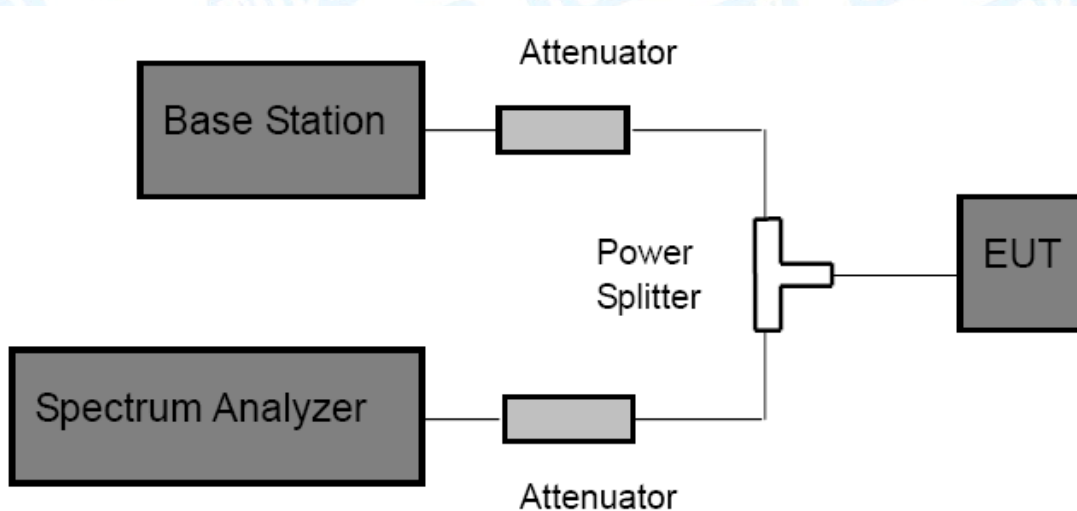 Attenuator
Base Station
Power
Splitter
EUT
Spectrum Analyzer
Attenuator